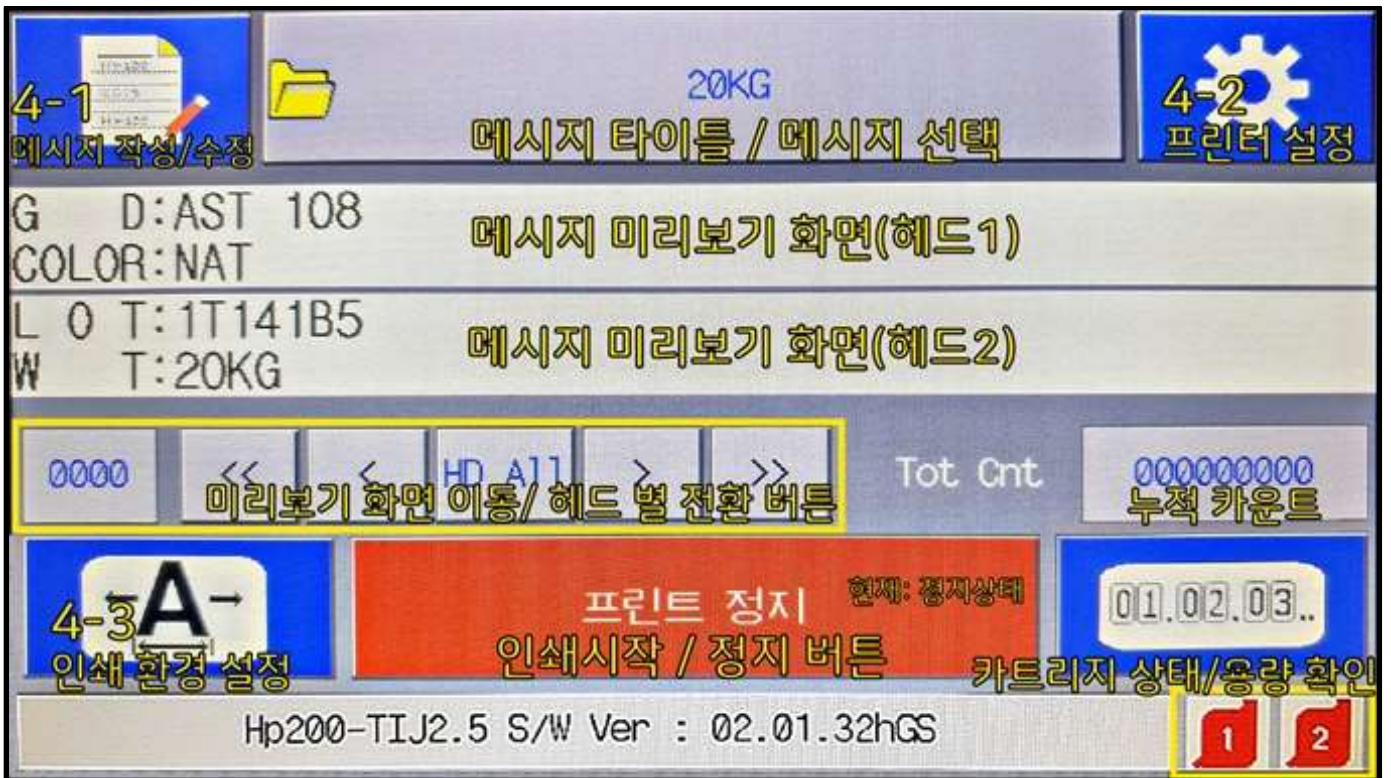 4-1
메시지 작성/수정
20KG
메시지 타이틀 / 메시지 선택
4-2
프린터 설정
G D:AST 108
COLOR:NAT
메시지 미리보기 화면(헤드1)
L O T:1T141B5
W T:20KG
메시지 미리보기 화면(헤드2)
0000 << < HD All > >>
미리보기 화면 이동/ 헤드 별 전환 버튼
Tot Cnt
000000000
누적 카운트
4-3
A
인쇄 환경 설정
프린트 정지
현재: 정지상태
인쇄시작 / 정지 버튼
01.02.03..
카트리지 상태/용량 확인
Hp200-TIJ2.5 S/W Ver : 02.01.32hGS
1 2